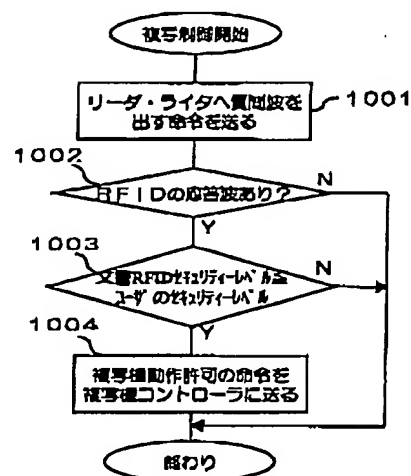 複写制御開始
リーダ・ライタへ質問波を
出す命令を送る
1001
1002
RFIDの応答波あり?
N
Y
1003
文書RFIDセキュリティーレベル≦
ユーザのセキュリティーレベル
N
Y
1004
複写機動作許可の命令を
複写機コントローラに送る
終わり